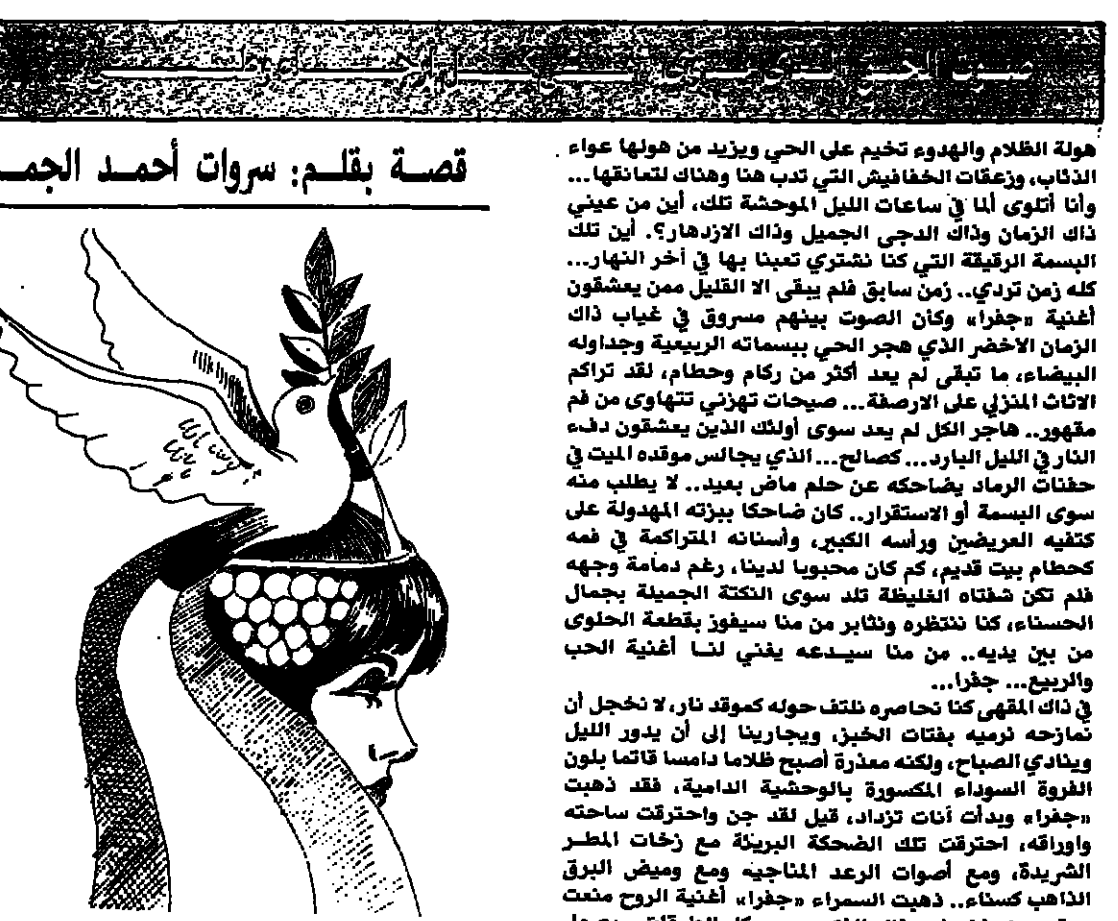 قصــة بقلــم: سروات أحمــد الجمــ
هولة الظلام والهدوء تخيم على الحي ويزيد من هولها عواء
الذئاب، وزعقات الخفافيش التي تدب هنا وهناك لتعانقها...
وأنا أتلوى ألما في ساعات الليل الموحشة تلك، أين من عيني
ذاك الزمان وذاك الدجى الجميل وذاك الازدهار؟. أين تلك
البسمة الرقيقة التي كنا نشتري تعبنا بها في أخر النهار...
كله زمن تردي.. زمن سابق فلم يبقى الا القليل ممن يعشقون
أغنية «جفرا» وكأن الصوت بينهم مسروق في غياب ذاك
الزمان الاخضر الذي هجر الحي ببسماته الربيعية وجداوله
البيضاء، ما تبقى لم يعد أكثر من ركام وحطام، لقد تراكم
الاثاث المنزلي على الارصفة... صيحات تهزني تتهاوى من فم
مقهور.. هاجر الكل لم يعد سوى أولئك الذين يعشقون دفء
النار في الليل البارد... كصالح... الذي يجالس موقده الميت في
حفنات الرماد يضاحكه عن حلم ماض بعيد.. لا يطلب منه
سوى البسمة أو الاستقرار.. كان ضاحكا ببزته المهدولة على
كتفيه العريضين ورأسه الكبير، وأسنانه المتراكمة في فمه
كحطام بيت قديم، كم كان محبوبا لدينا، رغم دمامة وجهه
فلم تكن شفتاه الغليظة تلد سوى النكتة الجميلة بجمال
الحسناء، كنا ننتظره ونثابر من منا سيفوز بقطعة الحلوى
من بين يديه.. من منا سيــدعه يغني لنــا أغنية الحب
والربيع... جفرا...
في ذاك المقهى كنا نحاصره نلتف حوله كموقد نار، لا نخجل أن
نمازحه نرميه بفتات الخبز، ويجارينا إلى أن يدور الليل
وينادي الصباح، ولكنه معذرة أصبح ظلاما دامسا قاتما بلون
الفروة السوداء المكسورة بالوحشية الدامية، فقد ذهبت
«جفرا» وبدأت أنات تزداد، قيل لقد جن واحترقت ساحته
واوراقه، احترقت تلك الضحكة البريئة مع زخات المطــر
الشريدة، ومع أصوات الرعد المناجيه ومع وميض البرق
الذاهب كسناء.. ذهبت السمراء «جفرا» أغنية الروح منعت